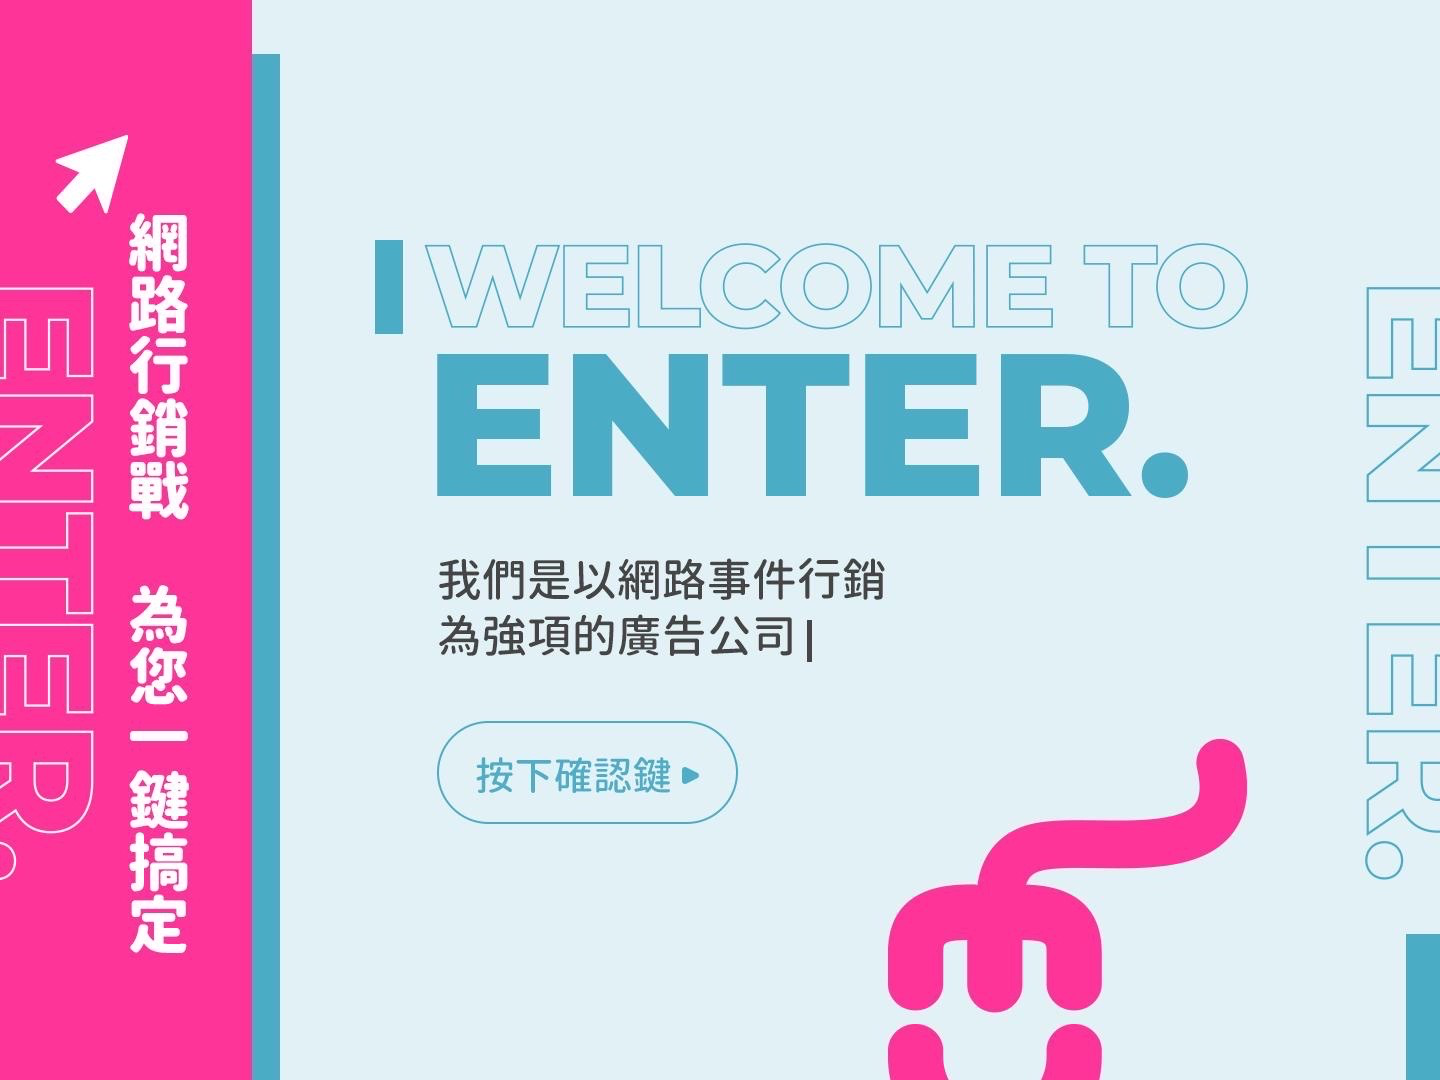 網路行銷戰 為您一鍵搞定
ENTER.
WELCOME TO
ENTER.
我們是以網路事件行銷
為強項的廣告公司
按下確認鍵
ENTER.